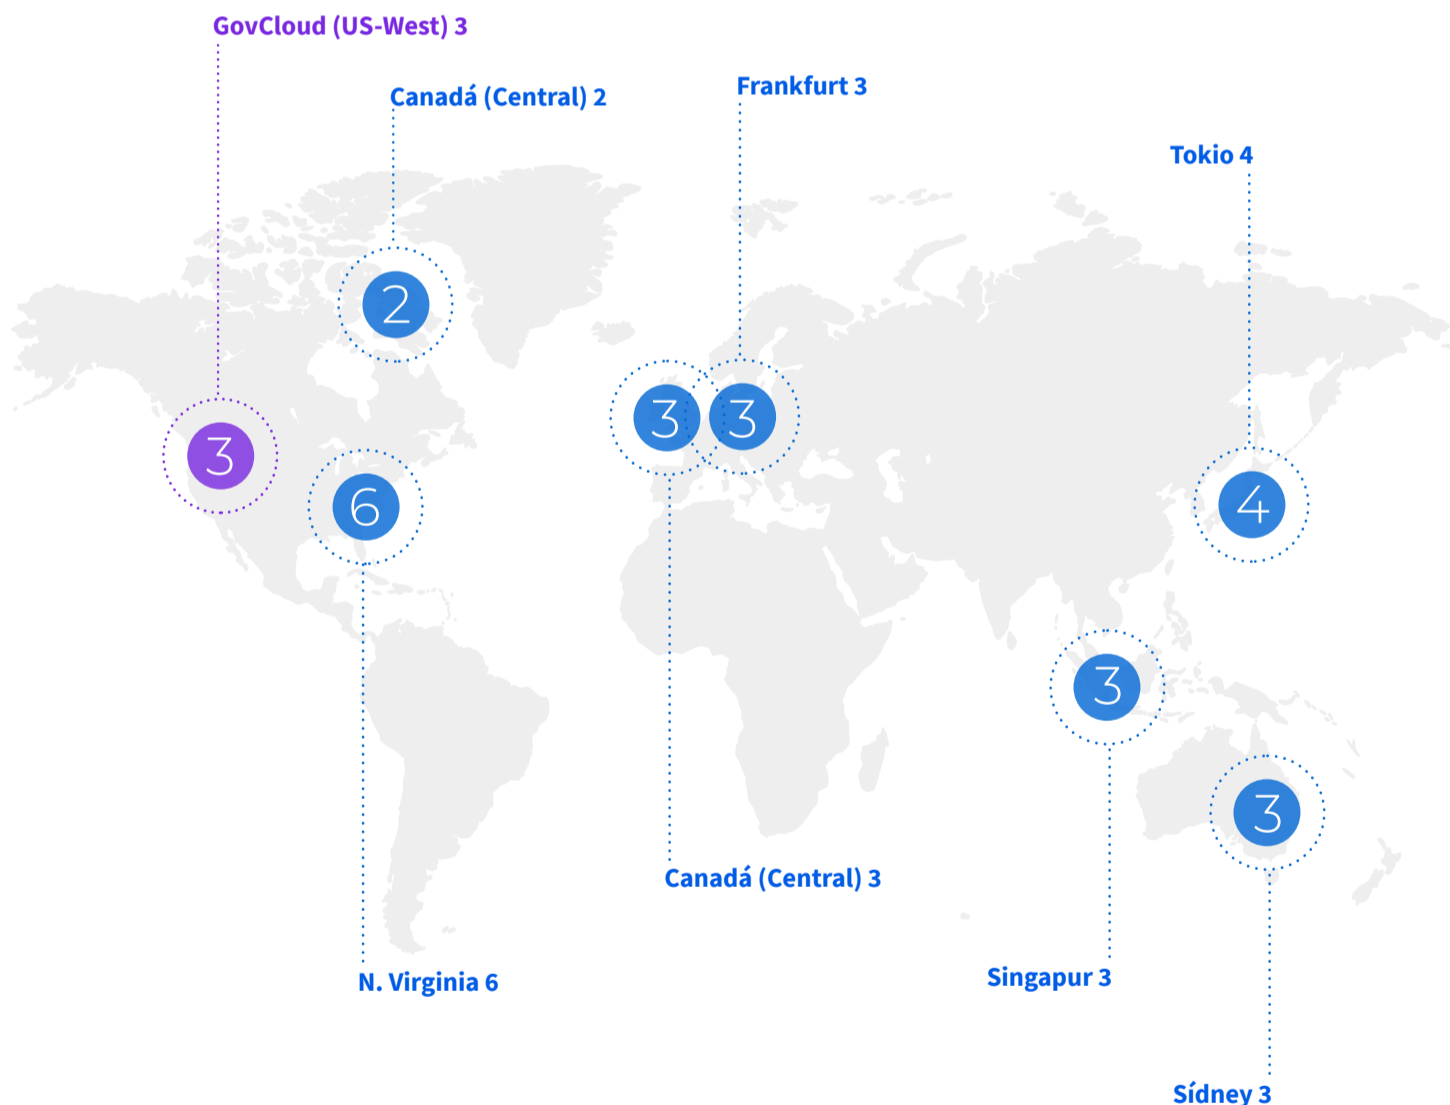 GovCloud (US-West) 3
Canadá (Central) 2
Frankfurt 3
Tokio 4
2
3
3
3
6
4
3
3
Canadá (Central) 3
N. Virginia 6
Singapur 3
Sídney 3